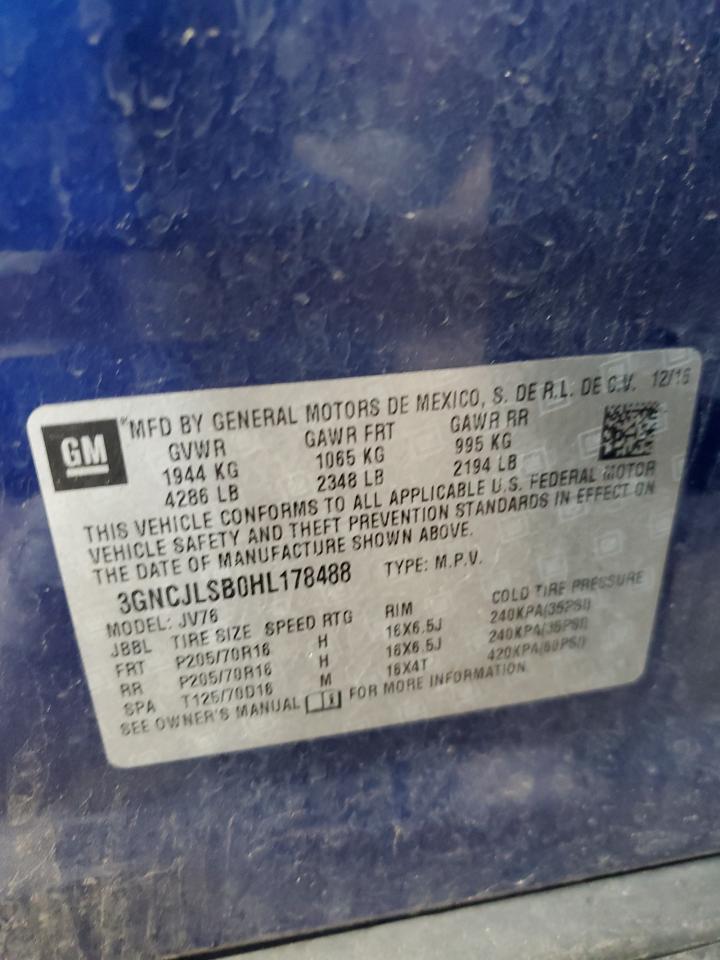 GM
MFD BY GENERAL MOTORS DE MEXICO, S. DE R.L. DE C.V. 12/16
GVWR GAWR FRT GAWR RR
1944 KG 1065 KG 995 KG
4286 LB 2348 LB 2194 LB
THIS VEHICLE CONFORMS TO ALL APPLICABLE U.S. FEDERAL MOTOR
VEHICLE SAFETY AND THEFT PREVENTION STANDARDS IN EFFECT ON
THE DATE OF MANUFACTURE SHOWN ABOVE.
3GNCJLSB0HL178488 TYPE: M.P.V.
MODEL: JV76
JBBL TIRE SIZE SPEED RTG RIM COLD TIRE PRESSURE
FRT P205/70R16 H 16X6.5J 240KPA(35PSI)
RR P205/70R16 H 16X6.5J 240KPA(35PSI)
SPA T125/70D16 M 16X4T 420KPA(60PSI)
SEE OWNER'S MANUAL FOR MORE INFORMATION